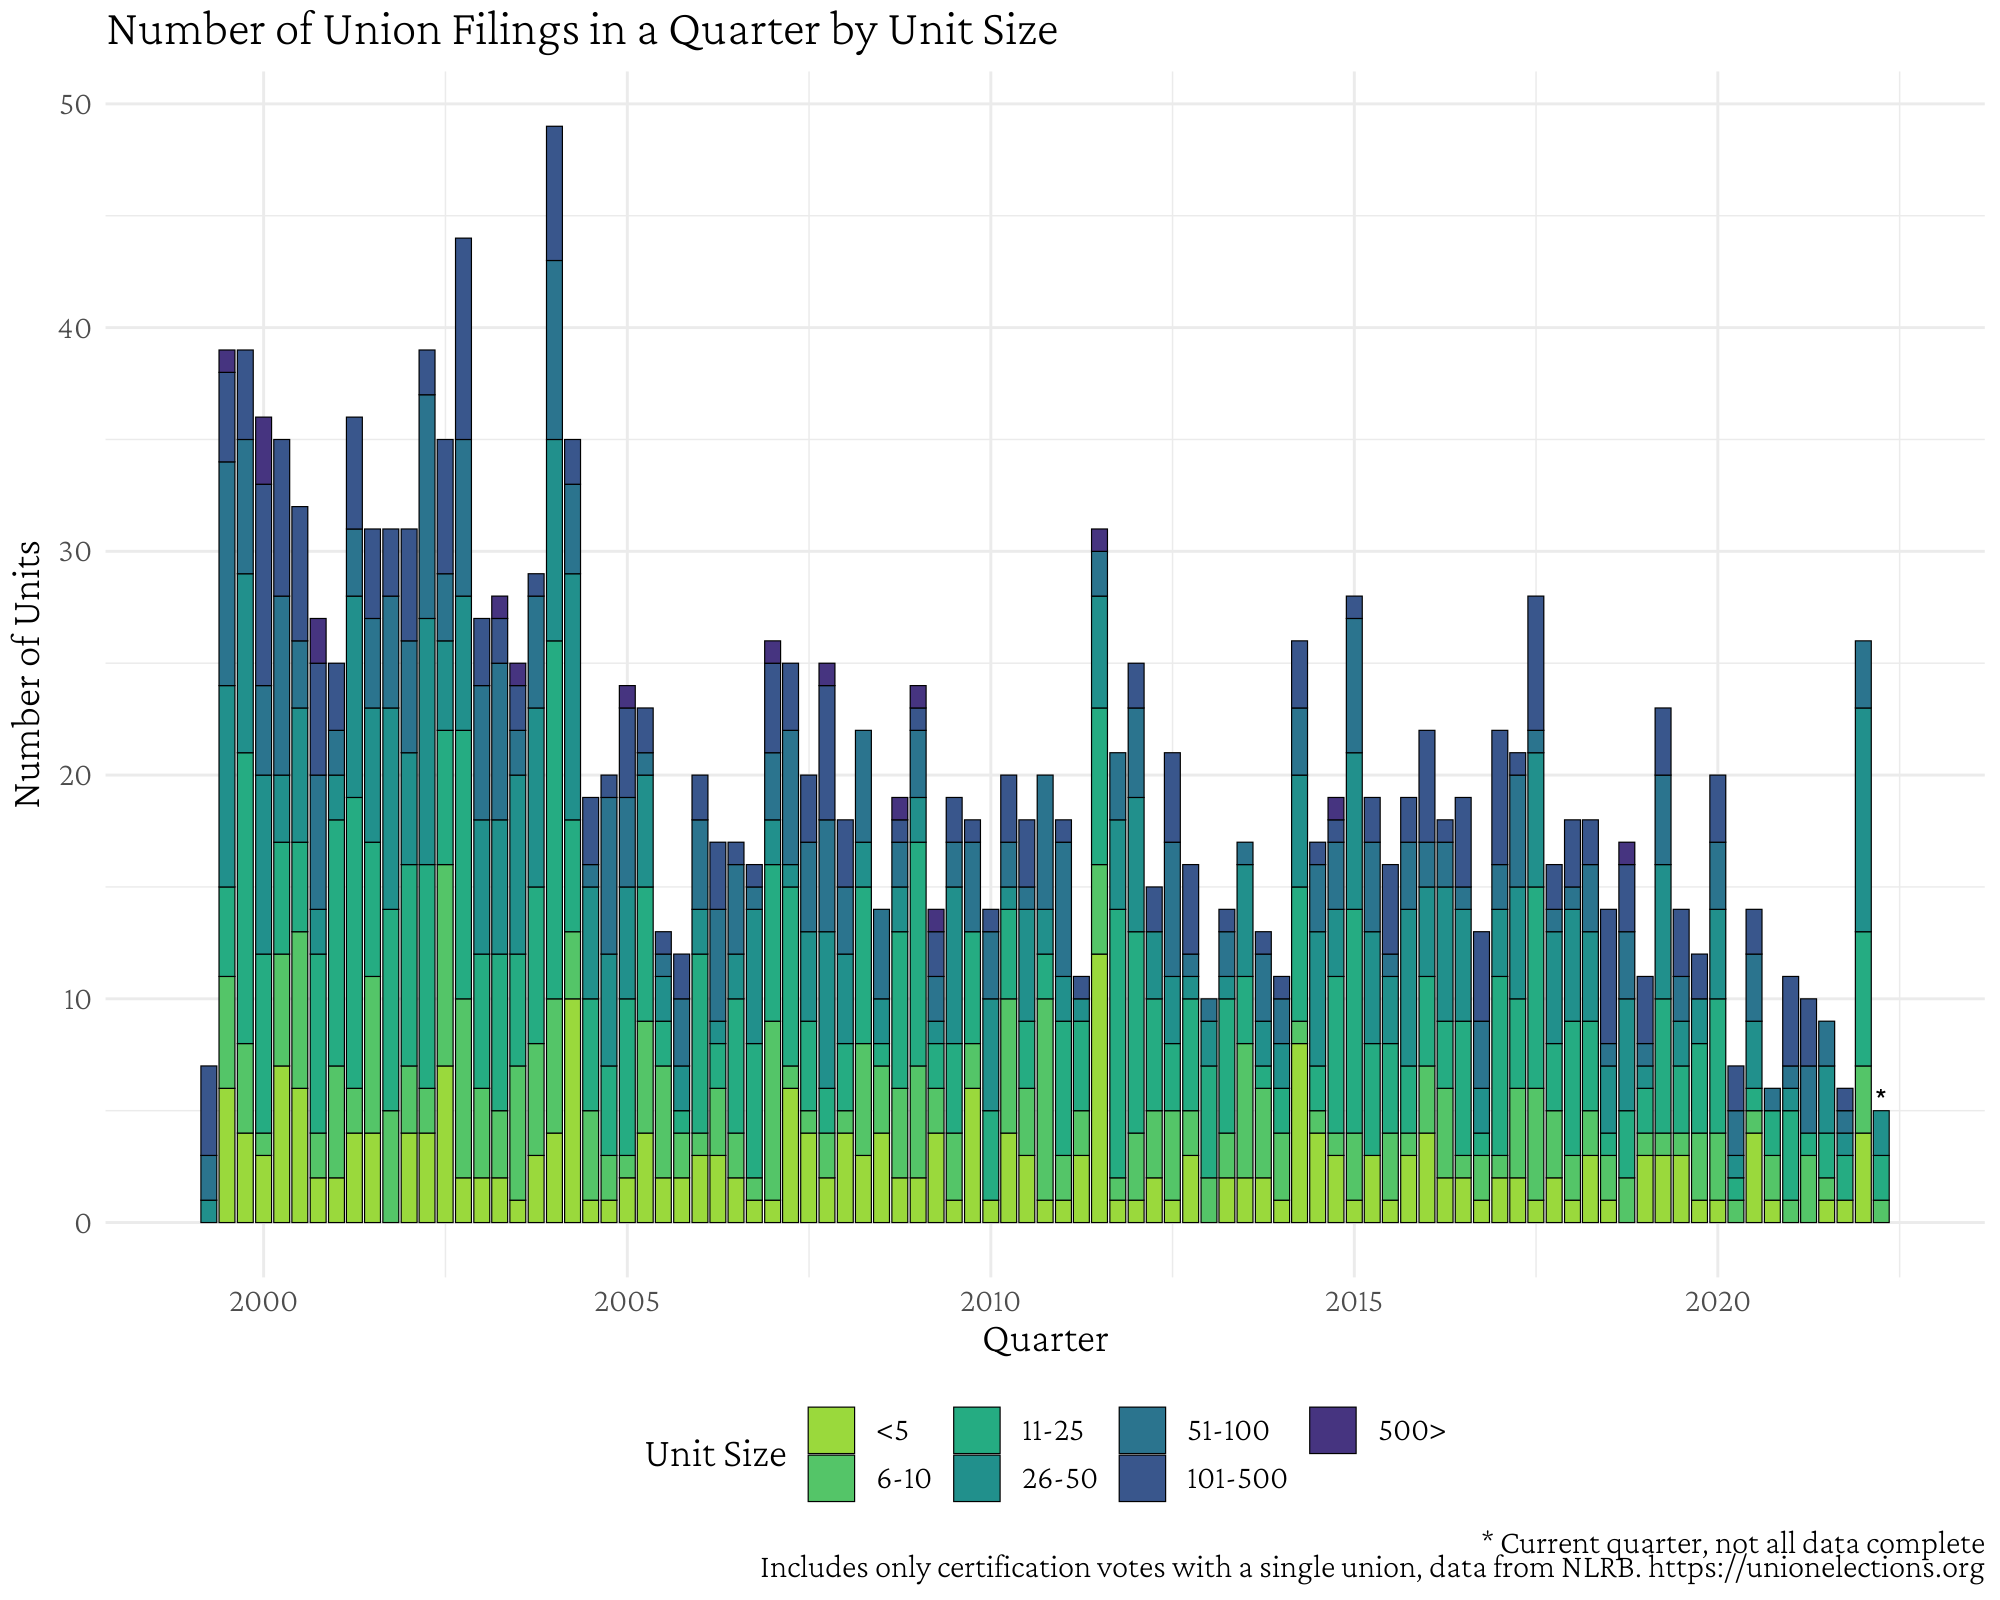 Number of Union Filings in a Quarter by Unit Size
50
40
30
20
10
0
Number of Units
*
2000 2005 2010 2015 2020
Quarter
Unit Size
<5 11-25 51-100 500>
6-10 26-50 101-500
* Current quarter, not all data complete
Includes only certification votes with a single union, data from NLRB. https://unionelections.org